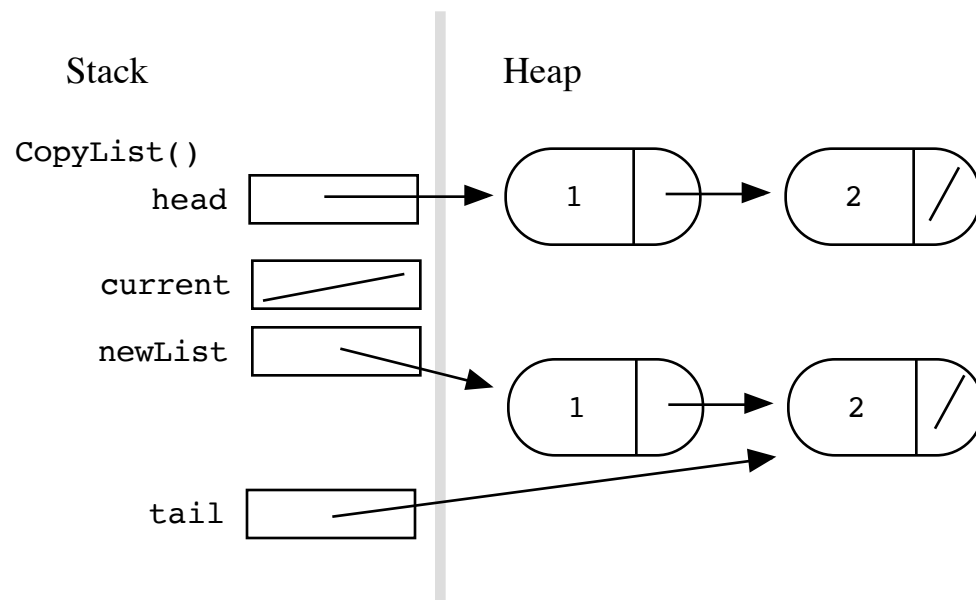 Stack Heap
CopyList()
head 1 2
current
newList
1 2
tail